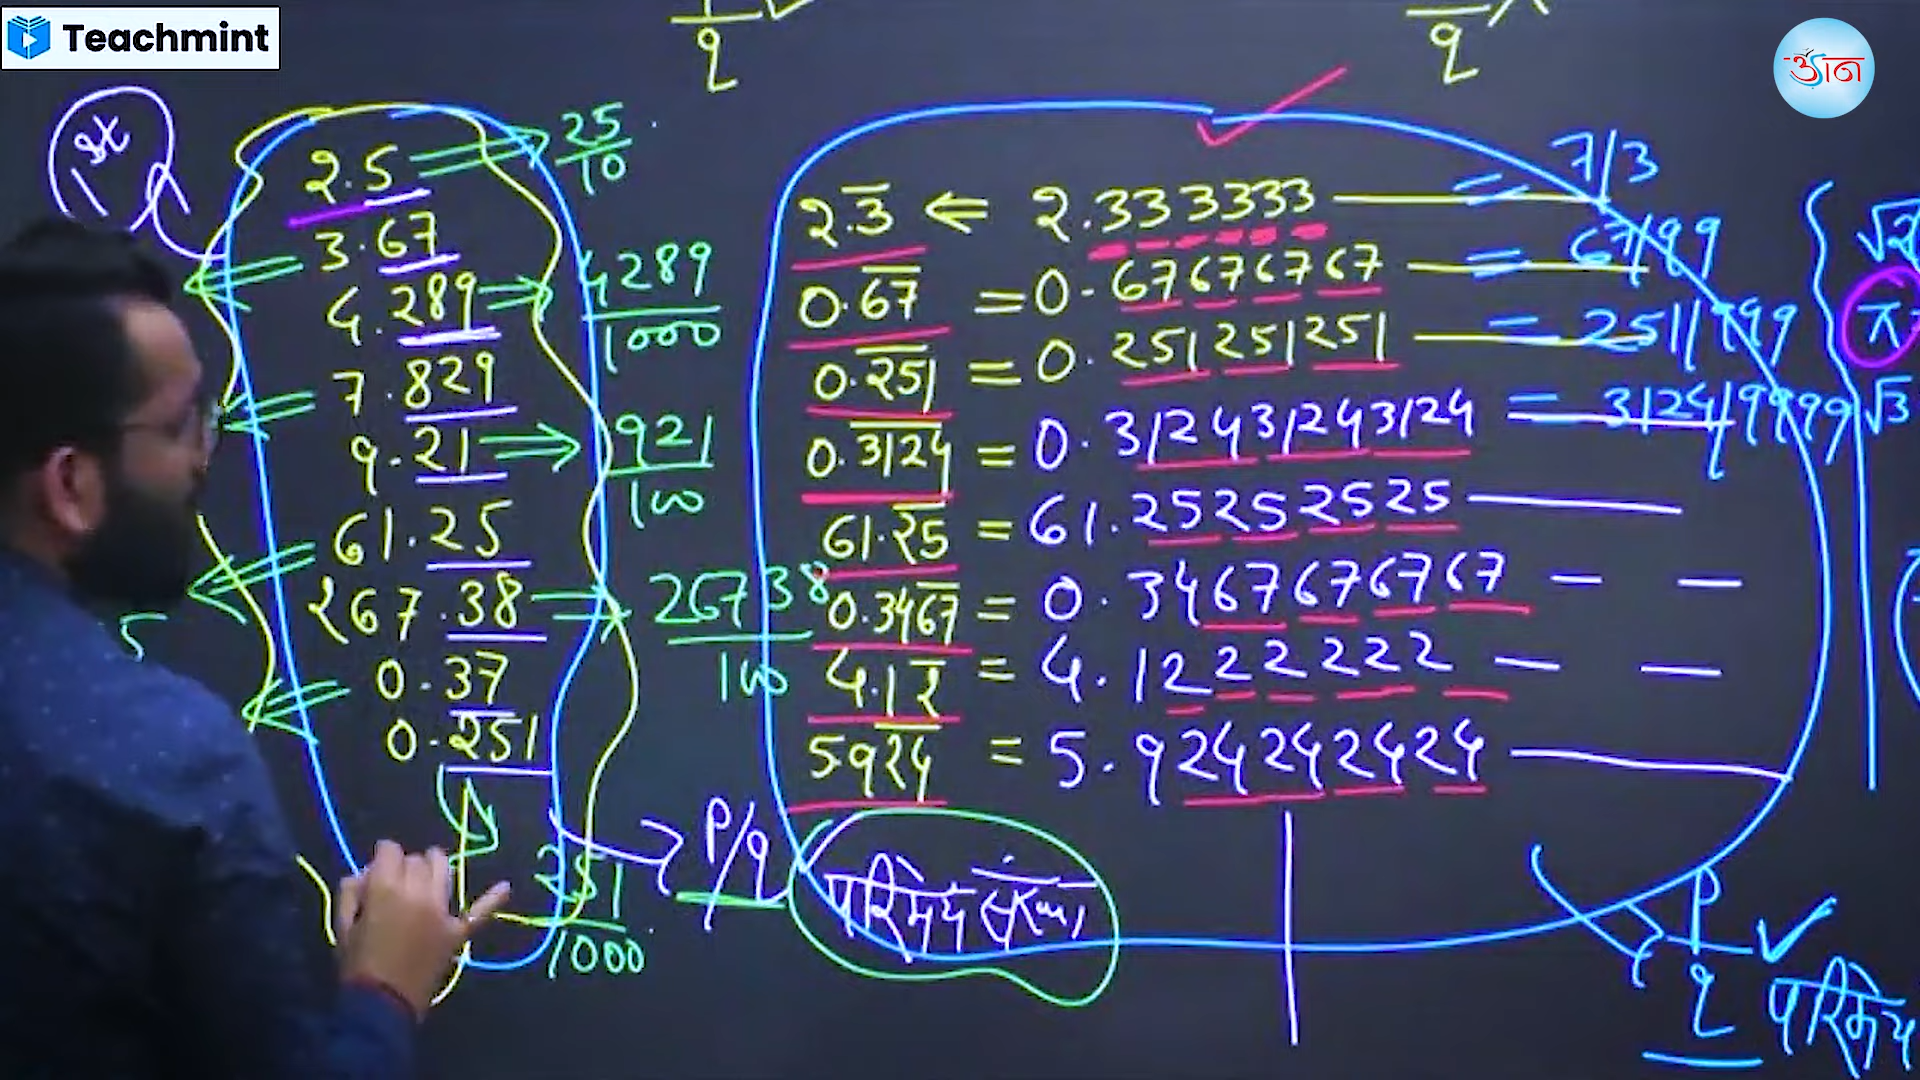 Teachmint
ज्ञान
q
q
1st
2.5
25/10
3.67
4.289
4289/1000
7.829
9.21
921/100
61.25
267.38
26738/100
0.37
0.251
251/1000
p/q
परिमेय संख्या
2.3̅ ⇐ 2.333333 = 7/3
0.6̅7̅ = 0.67676767 = 67/99
0.2̅5̅1̅ = 0.251251251 = 251/999
0.3̅1̅2̅4̅ = 0.312431243124 = 3124/9999
61.2̅5̅ = 61.25252525
0.346̅7̅ = 0.3467676767
4.12̅ = 4.12222222
592̅4̅ = 5.924242424
p/q ✓
परिमेय
√2
π
√3
5